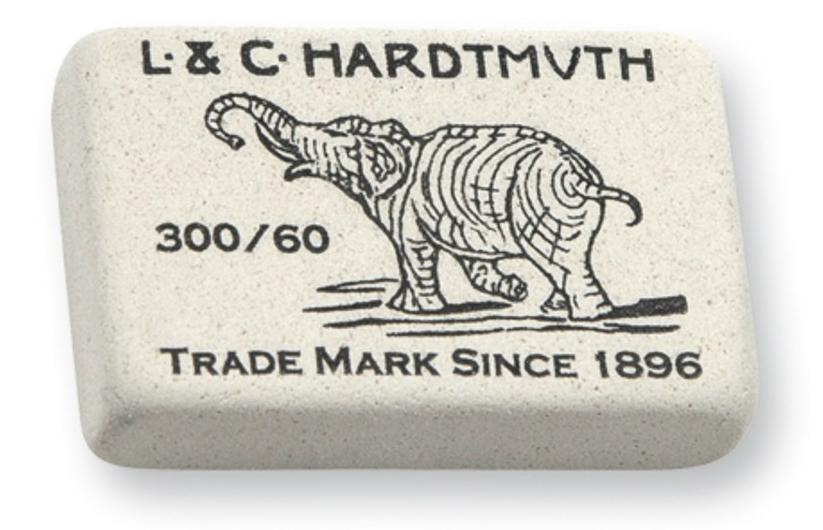 L. & C. HARDTMVTH
300/60
TRADE MARK SINCE 1896